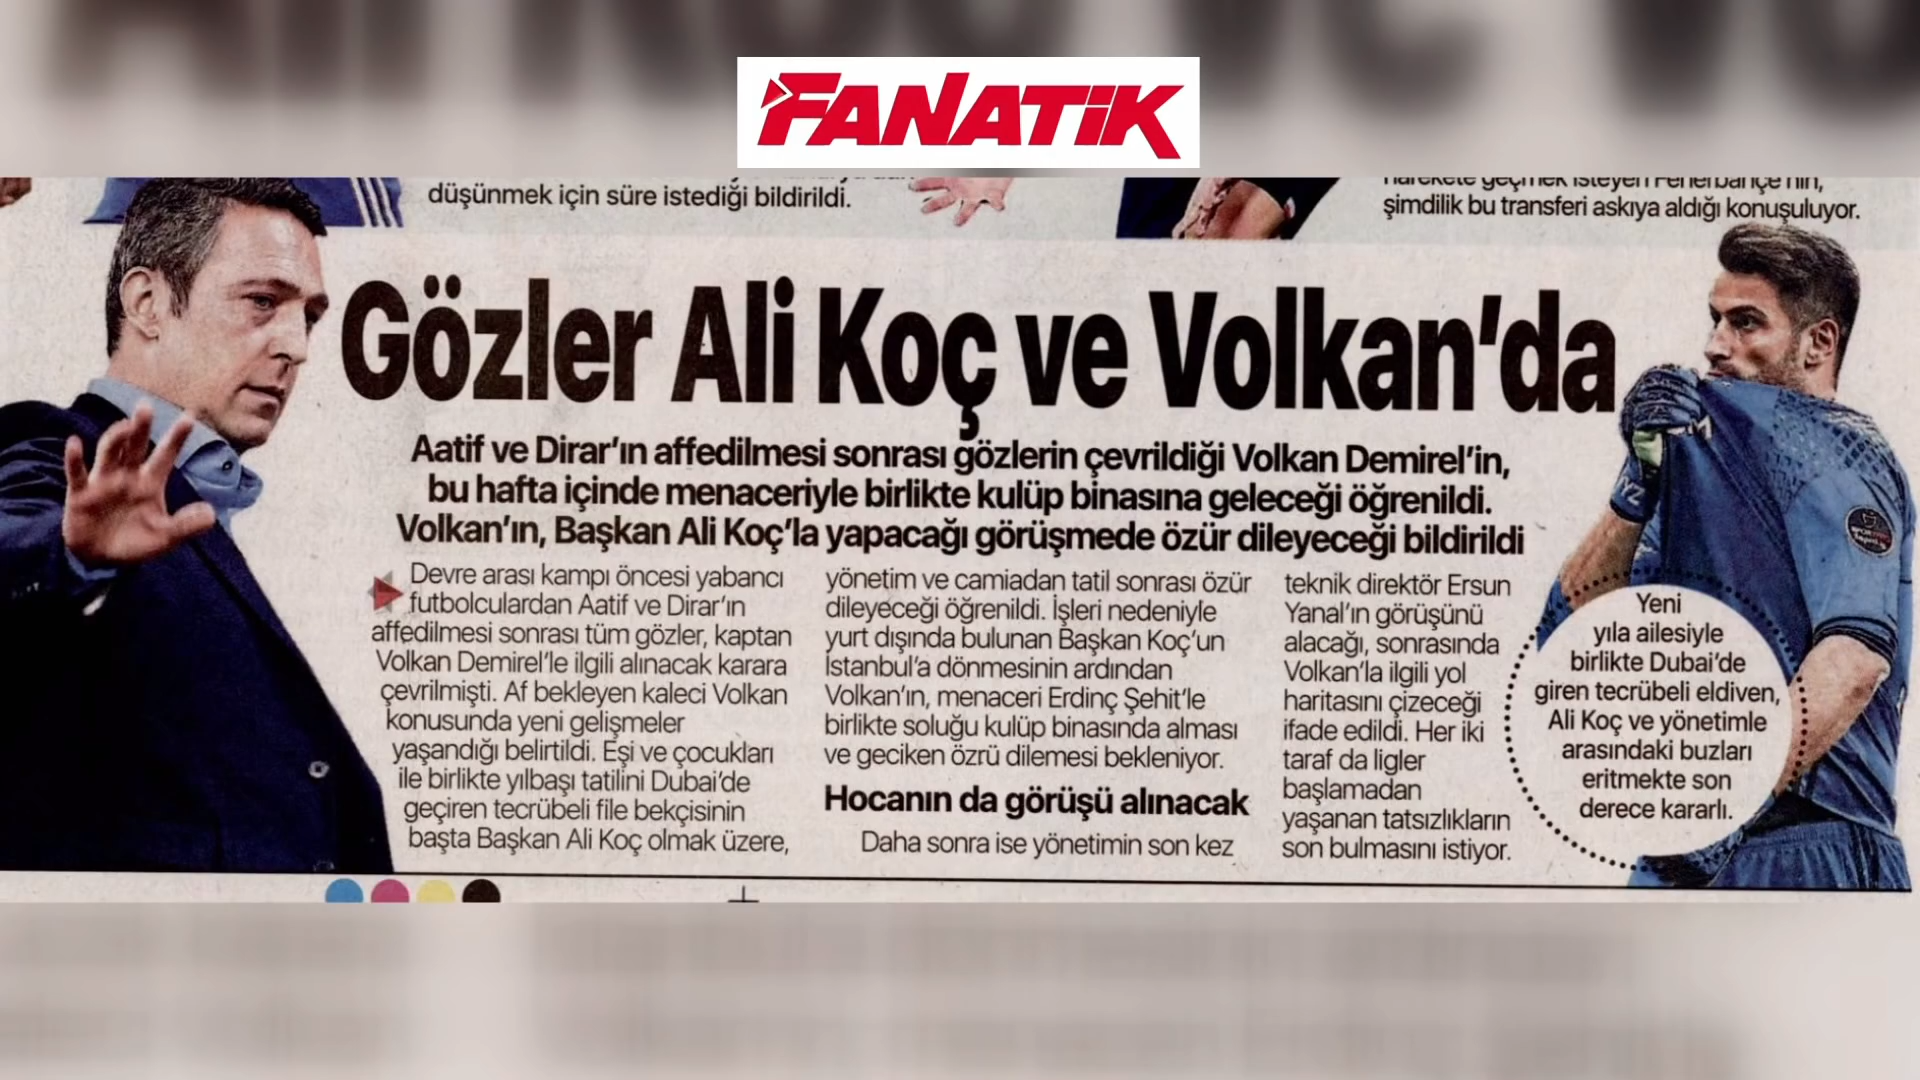 FANATiK
düşünmek için süre istediği bildirildi.
harekete geçmek isteyen Fenerbahçe'nin,
şimdilik bu transferi askıya aldığı konuşuluyor.
Gözler Ali Koç ve Volkan'da
Aatif ve Dirar'ın affedilmesi sonrası gözlerin çevrildiği Volkan Demirel'in,
bu hafta içinde menaceriyle birlikte kulüp binasına geleceği öğrenildi.
Volkan'ın, Başkan Ali Koç'la yapacağı görüşmede özür dileyeceği bildirildi
Devre arası kampı öncesi yabancı
futbolculardan Aatif ve Dirar'ın
affedilmesi sonrası tüm gözler, kaptan
Volkan Demirel'le ilgili alınacak karara
çevrilmişti. Af bekleyen kaleci Volkan
konusunda yeni gelişmeler
yaşandığı belirtildi. Eşi ve çocukları
ile birlikte yılbaşı tatilini Dubai'de
geçiren tecrübeli file bekçisinin
başta Başkan Ali Koç olmak üzere,
yönetim ve camiadan tatil sonrası özür
dileyeceği öğrenildi. İşleri nedeniyle
yurt dışında bulunan Başkan Koç'un
İstanbul'a dönmesinin ardından
Volkan'ın, menaceri Erdinç Şehit'le
birlikte soluğu kulüp binasında alması
ve geciken özrü dilemesi bekleniyor.
Hocanın da görüşü alınacak
Daha sonra ise yönetimin son kez
teknik direktör Ersun
Yanal'ın görüşünü
alacağı, sonrasında
Volkan'la ilgili yol
haritasını çizeceği
ifade edildi. Her iki
taraf da ligler
başlamadan
yaşanan tatsızlıkların
son bulmasını istiyor.
Yeni
yıla ailesiyle
birlikte Dubai'de
giren tecrübeli eldiven,
Ali Koç ve yönetimle
arasındaki buzları
eritmekte son
derece kararlı.